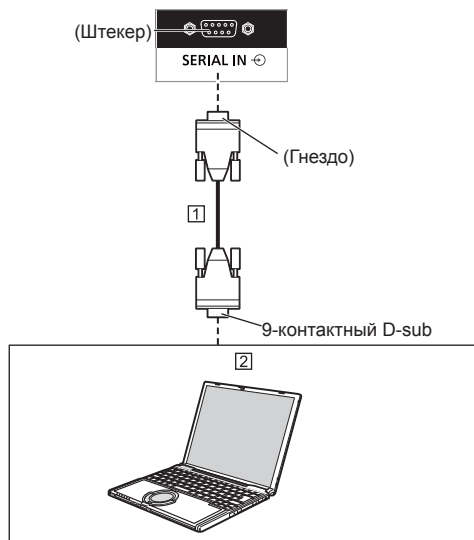 (Штекер)
SERIAL IN
(Гнездо)
1
9-контактный D-sub
2